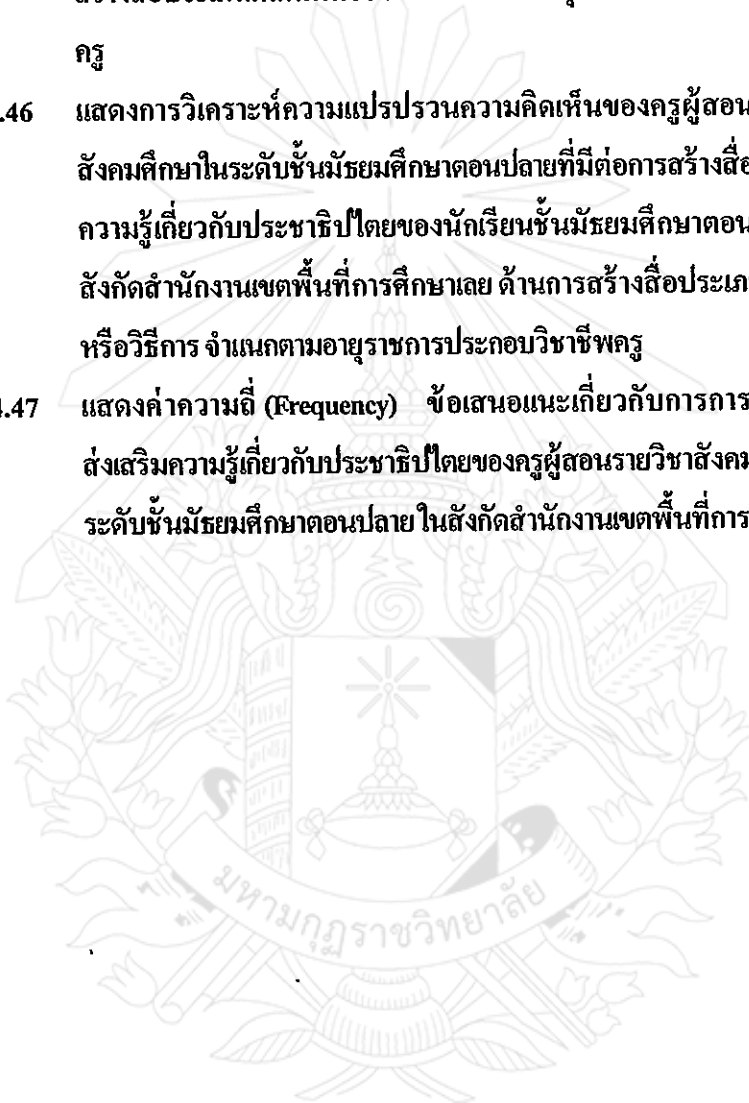 ครู
.46 แสดงการวิเคราะห์ความแปรปรวนความคิดเห็นของครูผู้สอน
สังคมศึกษาในระดับชั้นมัธยมศึกษาตอนปลายที่มีต่อการสร้างสื่อ
ความรู้เกี่ยวกับประชาธิปไตยของนักเรียนชั้นมัธยมศึกษาตอน
สังกัดสำนักงานเขตพื้นที่การศึกษาเลย ด้านการสร้างสื่อประเภ
หรือวิธีการ จำแนกตามอายุราชการประกอบวิชาชีพครู
4.47 แสดงค่าความถี่ (Frequency) ข้อเสนอแนะเกี่ยวกับการการ
ส่งเสริมความรู้เกี่ยวกับประชาธิปไตยของครูผู้สอนรายวิชาสังคม
ระดับชั้นมัธยมศึกษาตอนปลาย ในสังกัดสำนักงานเขตพื้นที่การ
มหามกุฏราชวิทยาลัย